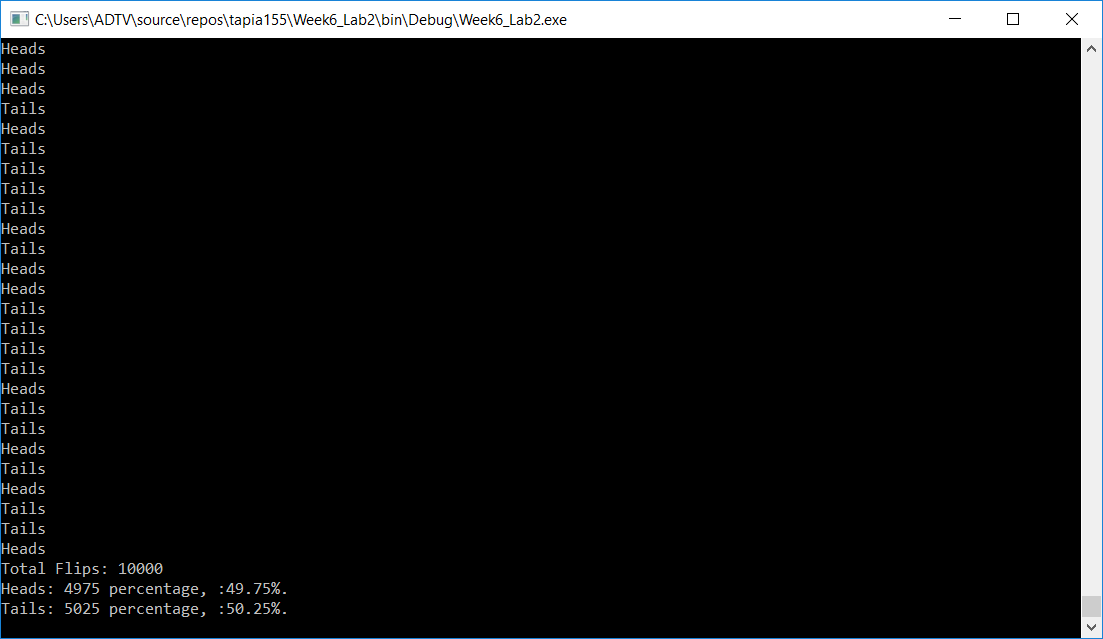 C:\Users\ADTV\source\repos\tapia155\Week6_Lab2\bin\Debug\Week6_Lab2.exe
Heads
Heads
Heads
Tails
Heads
Tails
Tails
Tails
Tails
Heads
Tails
Heads
Heads
Tails
Tails
Tails
Tails
Heads
Tails
Tails
Heads
Tails
Heads
Tails
Tails
Heads
Total Flips: 10000
Heads: 4975 percentage, :49.75%.
Tails: 5025 percentage, :50.25%.